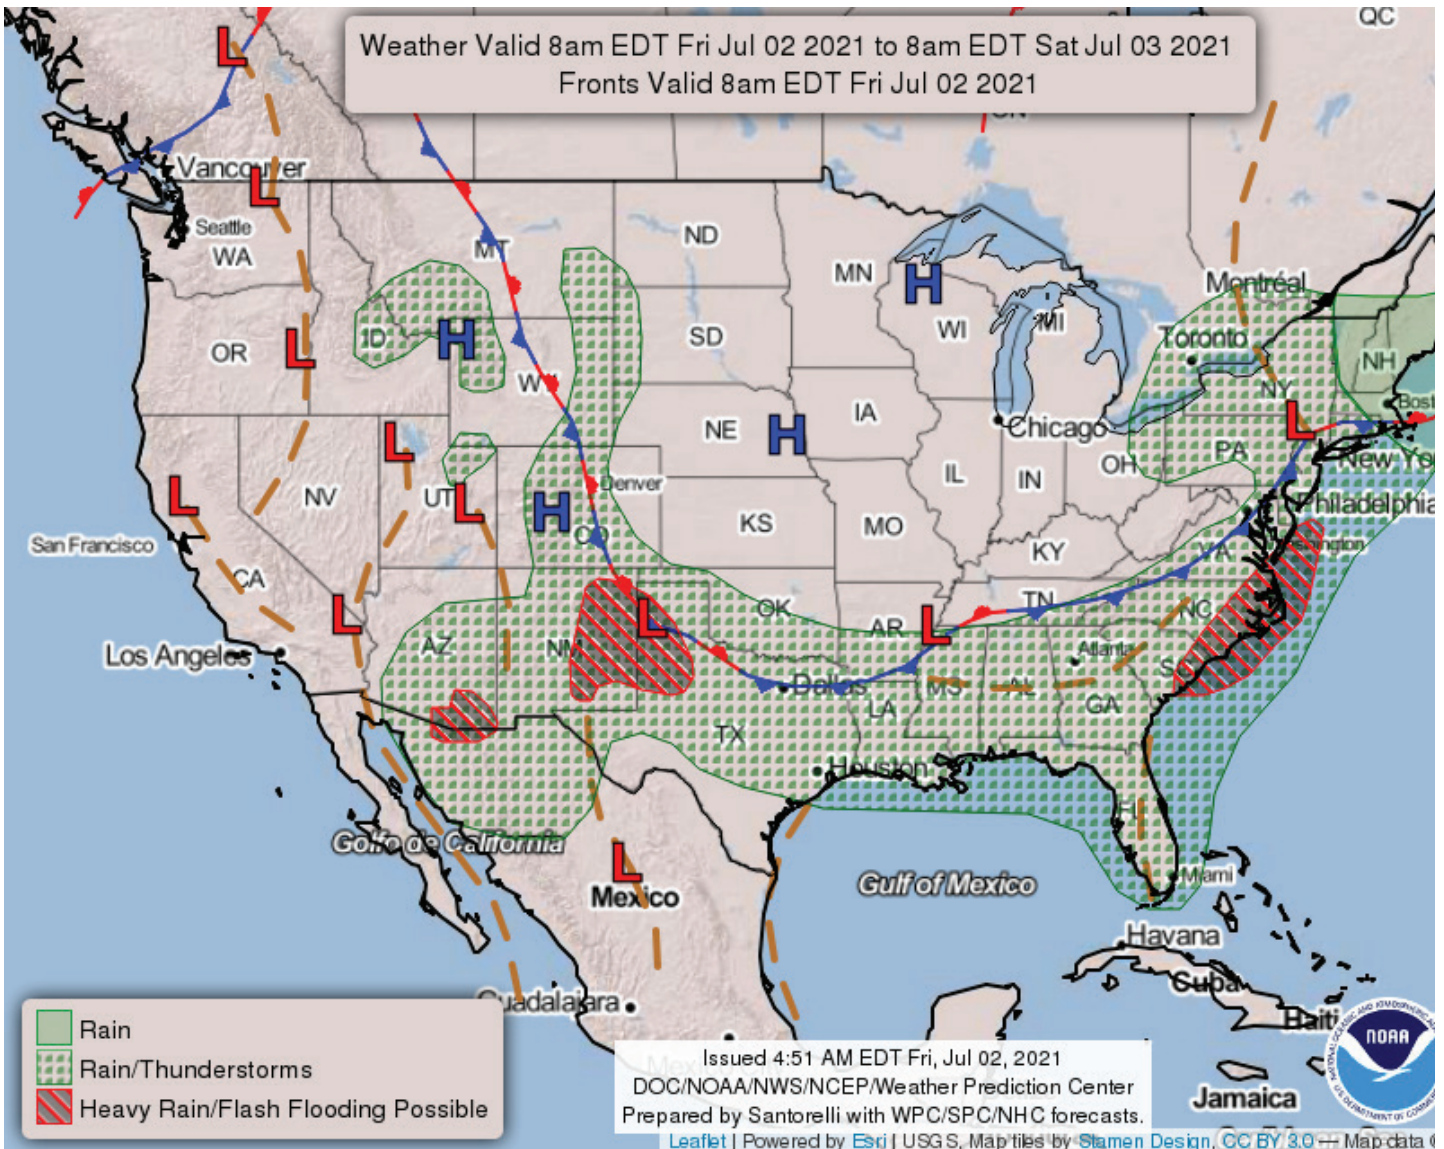 QC
Weather Valid 8am EDT Fri Jul 02 2021 to 8am EDT Sat Jul 03 2021
Fronts Valid 8am EDT Fri Jul 02 2021
ON
L
Vancouver
L
Seattle
WA
MT
ND
MN
H
Montréal
OR
L
ID
H
WY
SD
WI
MI
Toronto
NH
NY
Bost
L
NE
H
IA
Chicago
OH
PA
New Yo
L
NV
UT
L
H
Denver
CO
KS
MO
IL
IN
Philadelphia
L
San Francisco
CA
KY
VA
Washington
L
AZ
NM
L
OK
AR
L
TN
NC
Los Angeles
Atlanta
SC
Dallas
MS
AL
GA
LA
TX
Houston
FL
Golfo de California
L
Mexico
Gulf of Mexico
Miami
Havana
Cuba
Guadalajara
Haiti
Mexico City
Jamaica
NOAA
Rain
Rain/Thunderstorms
Heavy Rain/Flash Flooding Possible
Issued 4:51 AM EDT Fri, Jul 02, 2021
DOC/NOAA/NWS/NCEP/Weather Prediction Center
Prepared by Santorelli with WPC/SPC/NHC forecasts.
Leaflet | Powered by Esri | USGS, Map tiles by Stamen Design, CC BY 3.0 — Map data ©